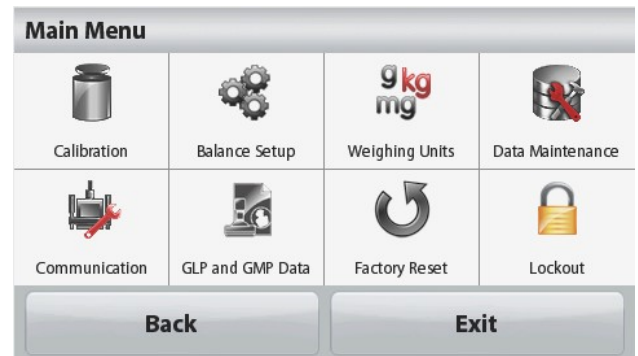 Main Menu
g kg
mg
Calibration
Balance Setup
Weighing Units
Data Maintenance
Communication
GLP and GMP Data
Factory Reset
Lockout
Back
Exit